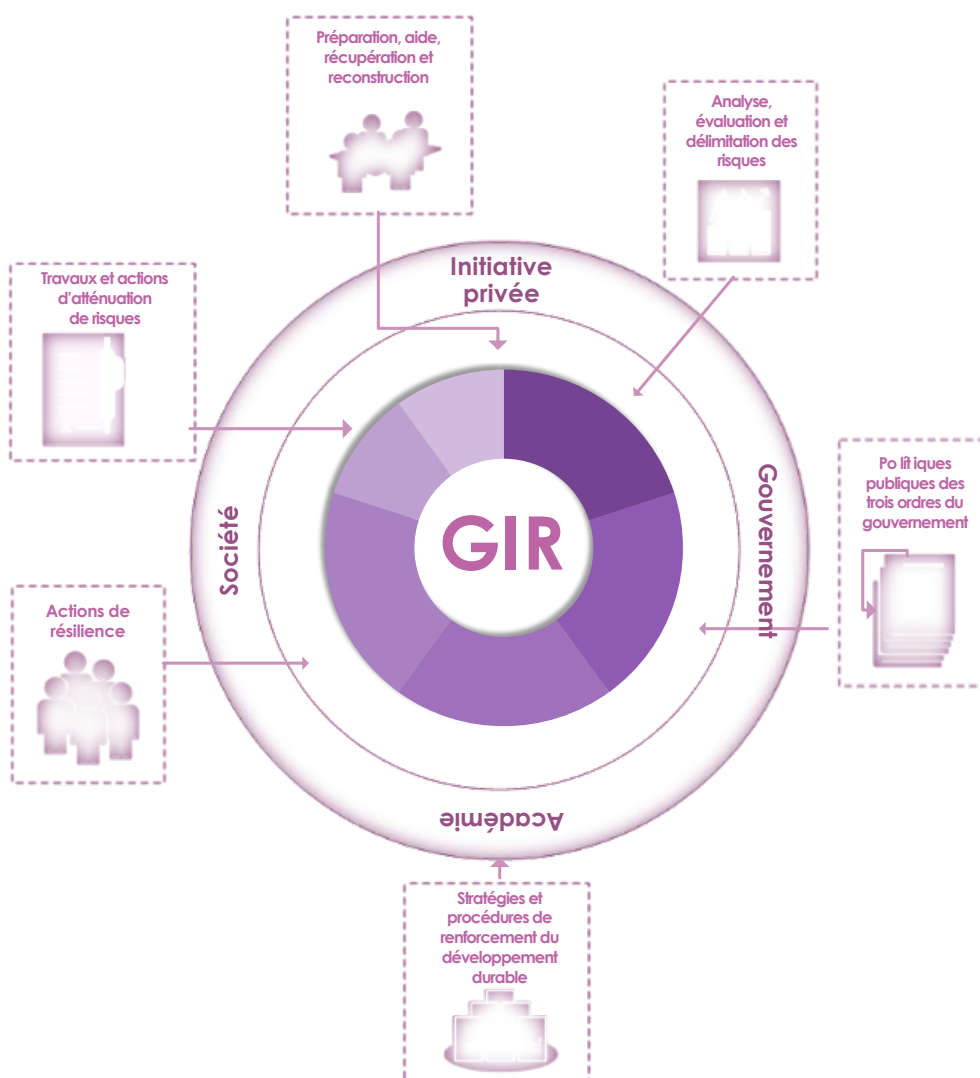 Préparation, aide,
récupération et
reconstruction
Analyse,
évaluation et
délimitation des
risques
Initiative
privée
Travaux et actions
d'atténuation
de risques
Po lit iques
publiques des
trois ordres du
gouvernement
Gouvernement
GIR
Société
Actions de
résilience
Académie
Stratégies et
procédures de
renforcement du
développement
durable